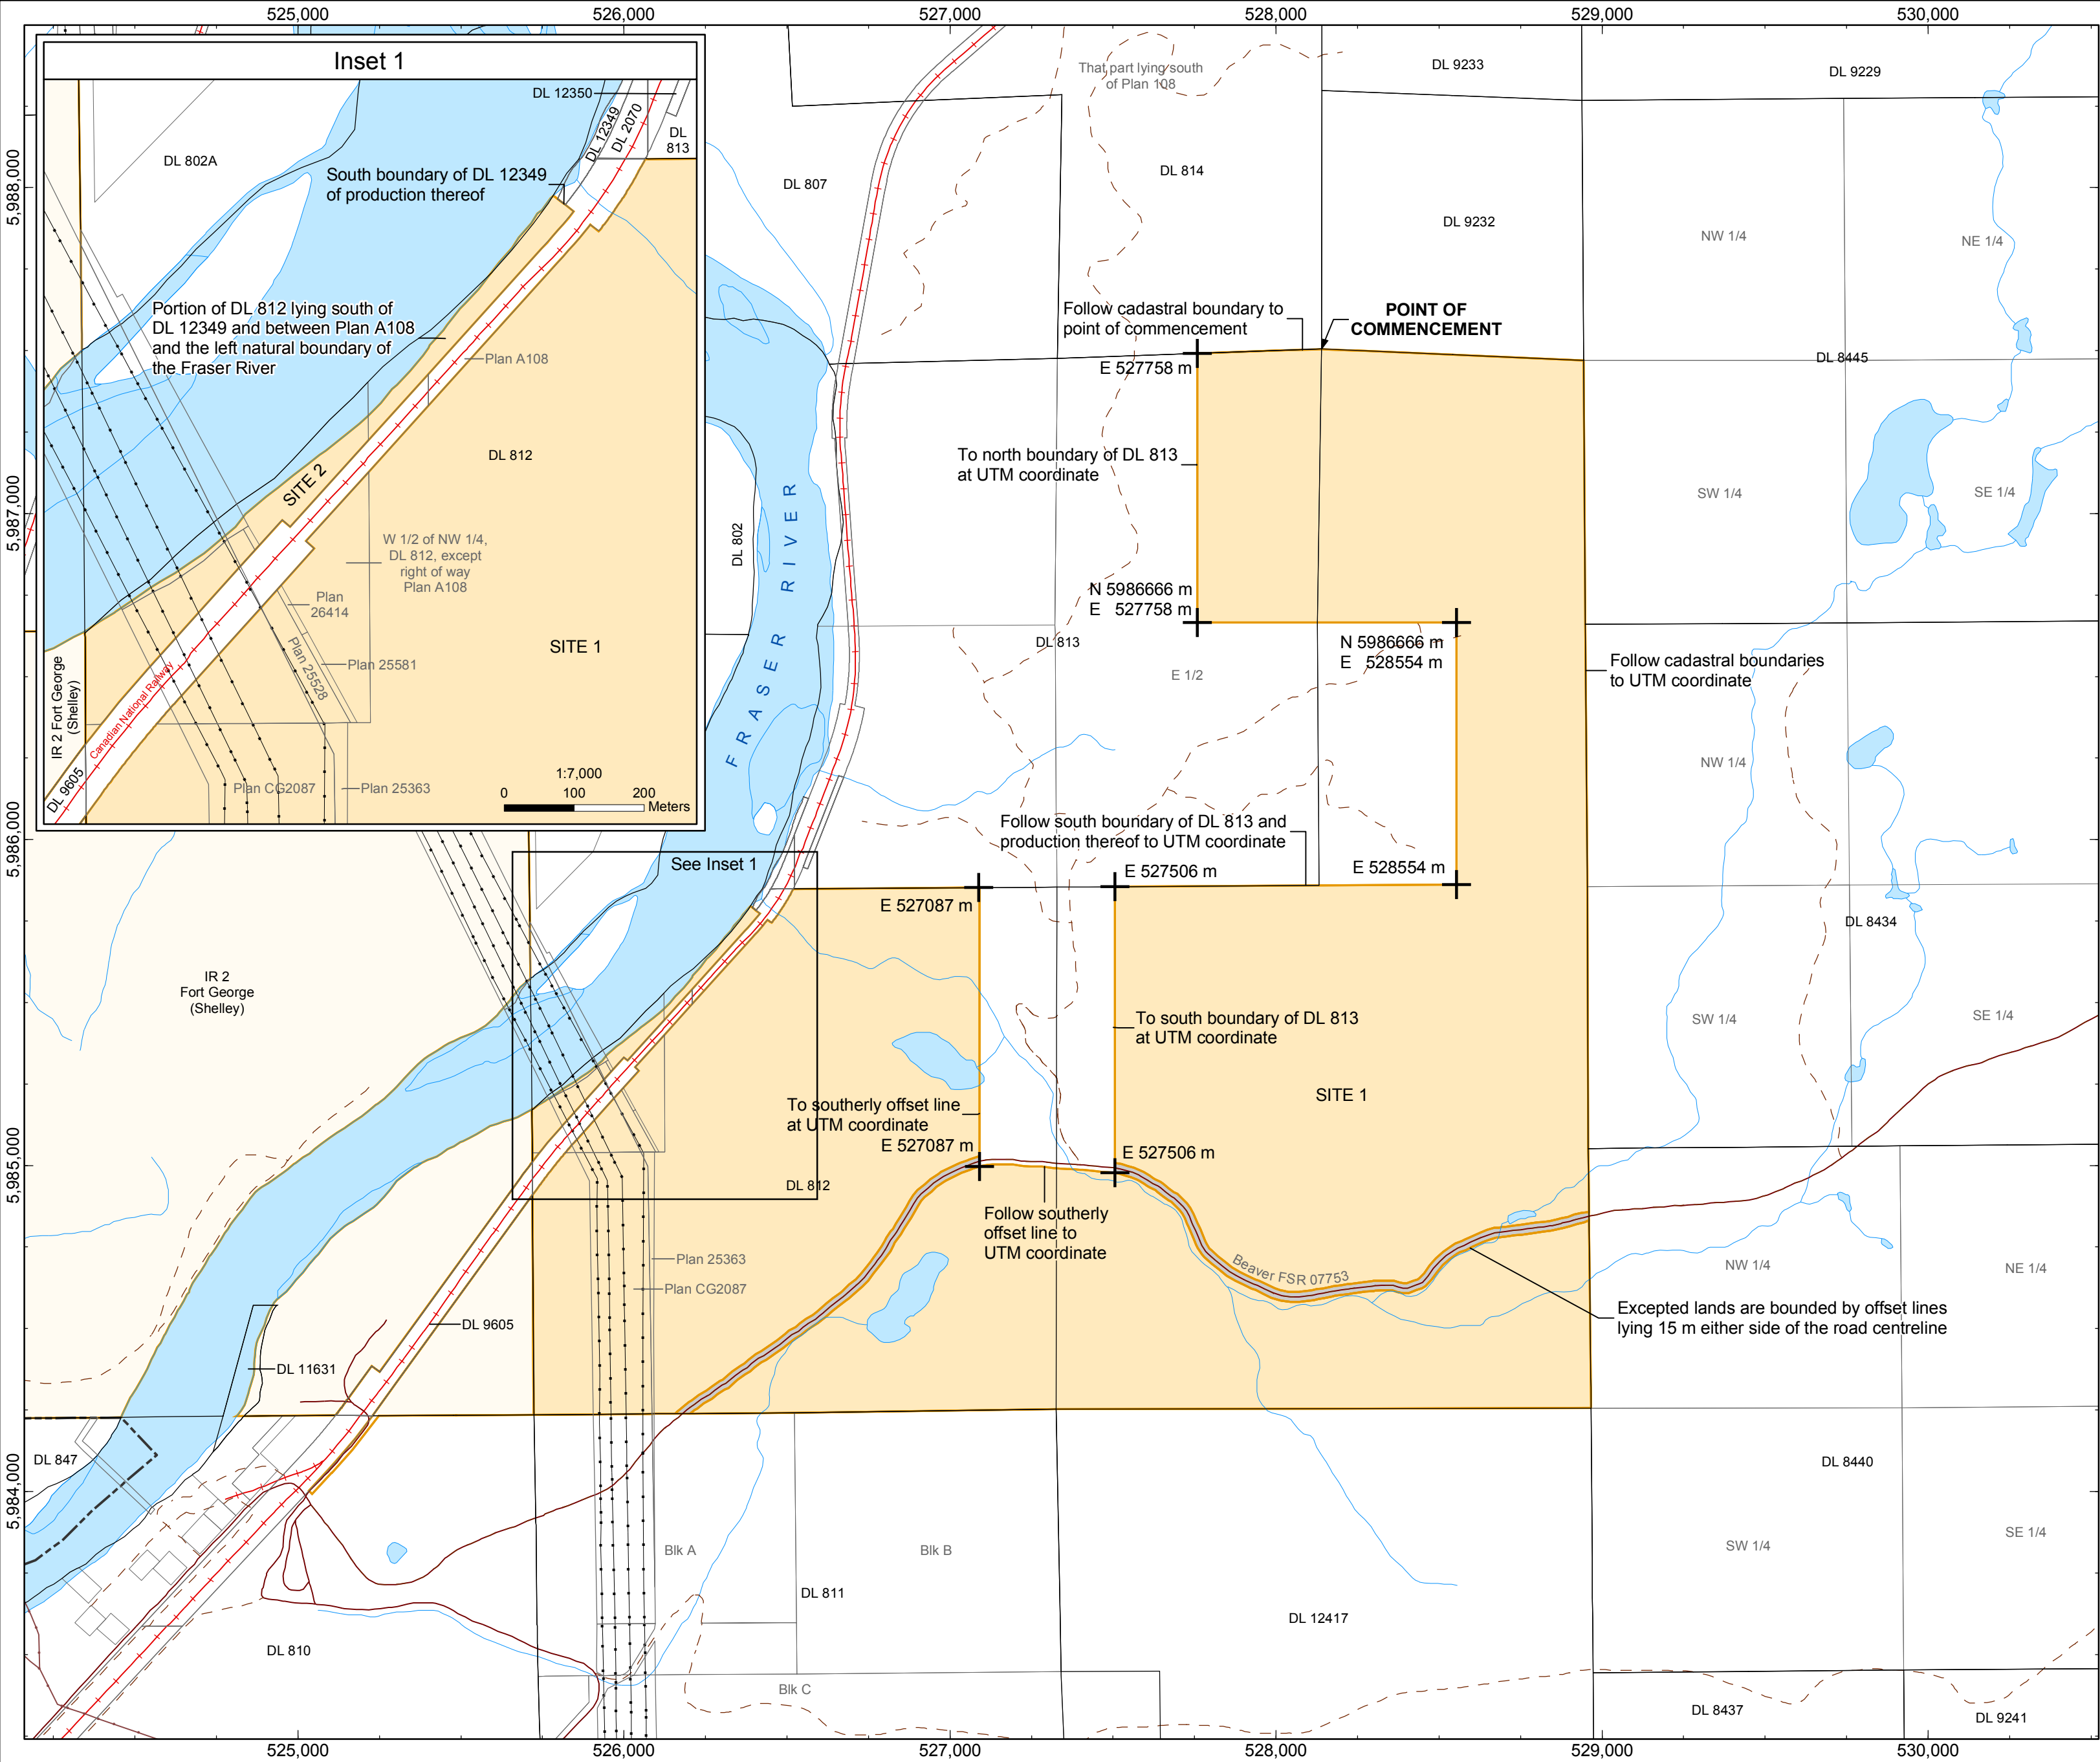 525,000
526,000
527,000
528,000
529,000
530,000
Inset 1
DL 12350
DL 12349
DL 2070
DL
813
DL 802A
South boundary of DL 12349
of production thereof
Portion of DL 812 lying south of
DL 12349 and between Plan A108
and the left natural boundary of
the Fraser River
Plan A108
DL 812
SITE 2
W 1/2 of NW 1/4,
DL 812, except
right of way
Plan A108
Plan
26414
SITE 1
Plan 25581
Plan 25528
IR 2 Fort George
(Shelley)
Canadian National Railway
DL 9605
Plan CG2087
Plan 25363
1:7,000
0
100
200
Meters
That part lying south
of Plan 108
DL 9233
DL 9229
DL 807
DL 814
DL 9232
NW 1/4
NE 1/4
5,988,000
Follow cadastral boundary to
point of commencement
POINT OF
COMMENCEMENT
E 527758 m
DL 8445
To north boundary of DL 813
at UTM coordinate
SW 1/4
SE 1/4
5,987,000
DL 802
FRASER RIVER
N 5986666 m
E 527758 m
DL 813
N 5986666 m
E 528554 m
E 1/2
Follow cadastral boundaries
to UTM coordinate
NW 1/4
5,986,000
Follow south boundary of DL 813 and
production thereof to UTM coordinate
See Inset 1
E 527506 m
E 528554 m
E 527087 m
DL 8434
IR 2
Fort George
(Shelley)
To south boundary of DL 813
at UTM coordinate
SW 1/4
SE 1/4
SITE 1
To southerly offset line
at UTM coordinate
E 527087 m
E 527506 m
5,985,000
DL 812
Follow southerly
offset line to
UTM coordinate
Plan 25363
Plan CG2087
Beaver FSR 07753
NW 1/4
NE 1/4
DL 9605
Excepted lands are bounded by offset lines
lying 15 m either side of the road centreline
DL 11631
DL 847
DL 8440
5,984,000
Blk A
Blk B
SW 1/4
SE 1/4
DL 811
DL 12417
DL 810
Blk C
DL 8437
DL 9241
525,000
526,000
527,000
528,000
529,000
530,000